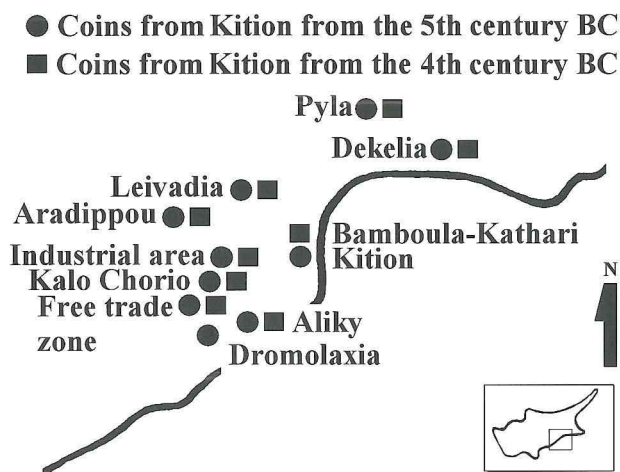 Coins from Kition from the 5th century BC
Coins from Kition from the 4th century BC
Pyla
Dekelia
Leivadia
Aradippou
Bamboula-Kathari
Kition
Industrial area
Kalo Chorio
Free trade
zone
Aliky
Dromolaxia
N